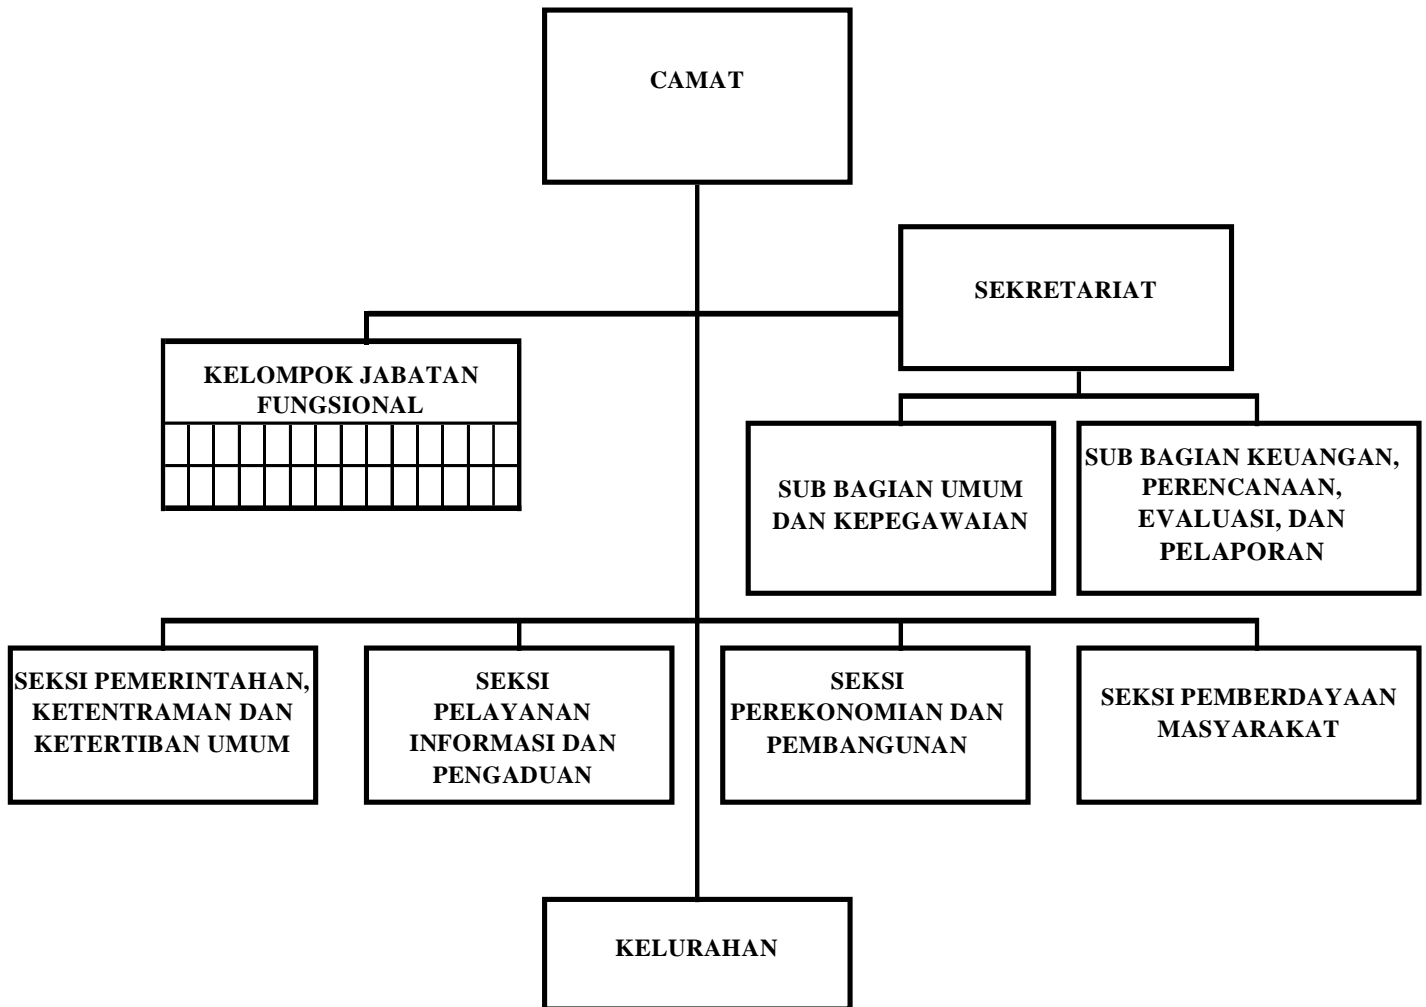 CAMAT
SEKRETARIAT
KELOMPOK JABATAN
FUNGSIONAL
SUB BAGIAN UMUM
DAN KEPEGAWAIAN
SUB BAGIAN KEUANGAN,
PERENCANAAN,
EVALUASI, DAN
PELAPORAN
SEKSI PEMERINTAHAN,
KETENTRAMAN DAN
KETERTIBAN UMUM
SEKSI
PELAYANAN
INFORMASI DAN
PENGADUAN
SEKSI
PEREKONOMIAN DAN
PEMBANGUNAN
SEKSI PEMBERDAYAAN
MASYARAKAT
KELURAHAN